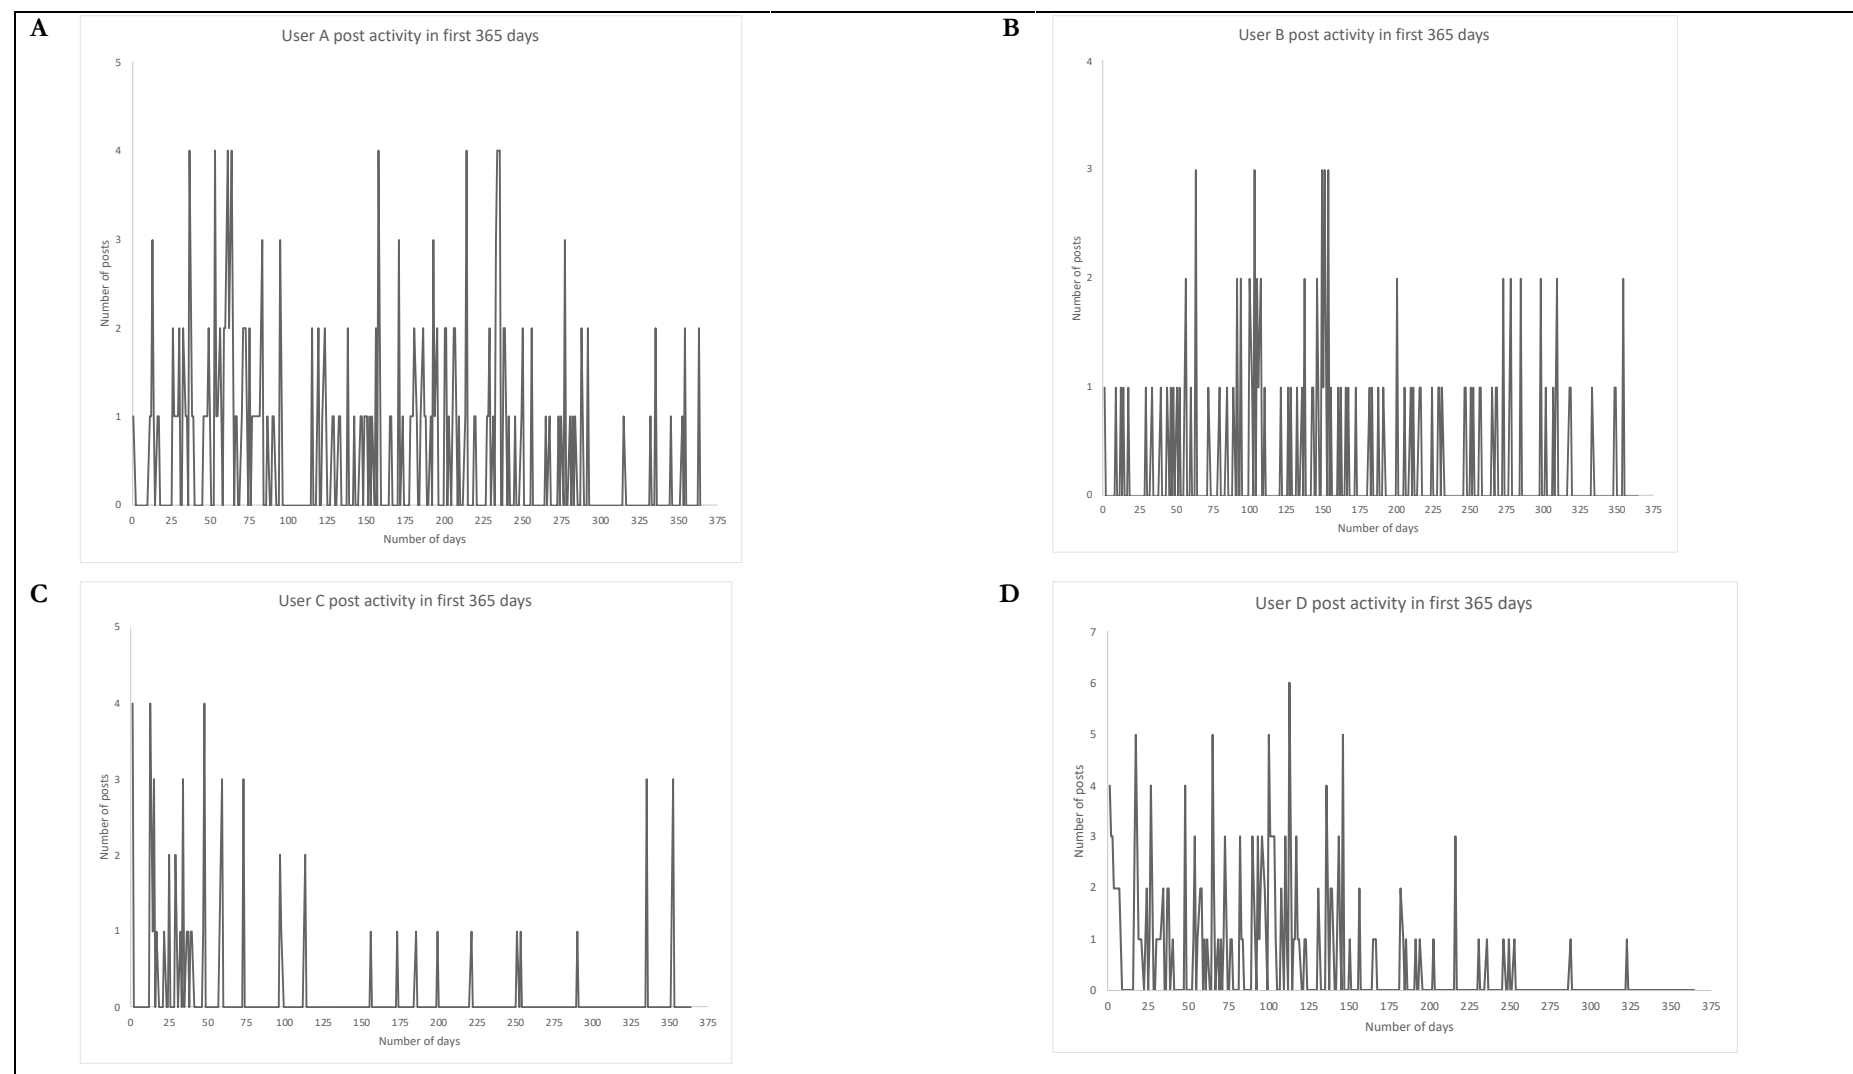 A
User A post activity in first 365 days
5
4
3
2
1
0
Number of posts
0 25 50 75 100 125 150 175 200 225 250 275 300 325 350 375
Number of days
B
User B post activity in first 365 days
4
3
2
1
0
Number of posts
0 25 50 75 100 125 150 175 200 225 250 275 300 325 350 375
Number of days
C
User C post activity in first 365 days
5
4
3
2
1
0
Number of posts
0 25 50 75 100 125 150 175 200 225 250 275 300 325 350 375
Number of days
D
User D post activity in first 365 days
7
6
5
4
3
2
1
0
Number of posts
0 25 50 75 100 125 150 175 200 225 250 275 300 325 350 375
Number of days